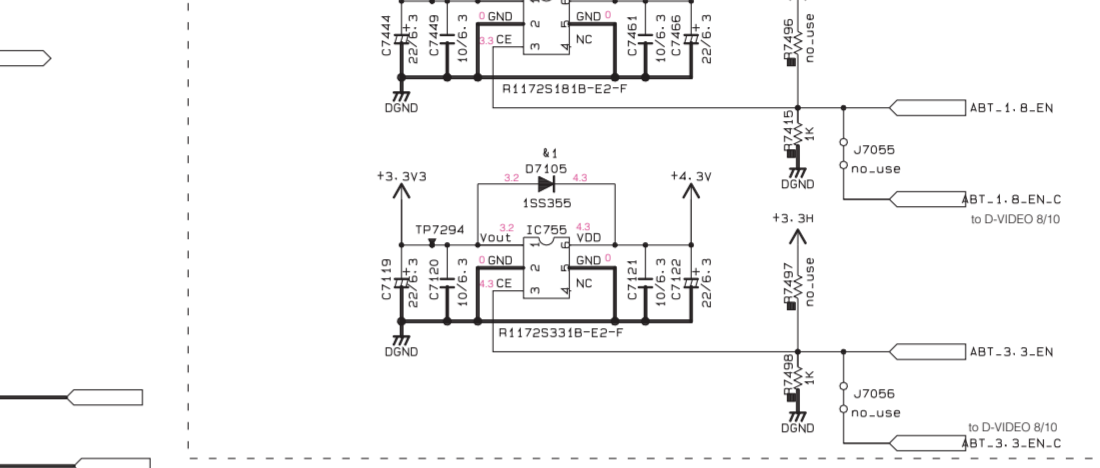 C7444
22/6.3
C7449
10/6.3
0 GND
2
5
GND 0
3.3 CE
3
4
NC
C7461
10/6.3
C7466
22/6.3
R7496
no_use
R1172S181B-E2-F
DGND
ABT_1.8_EN
R7415
1K
DGND
J7055
no_use
ABT_1.8_EN_C
to D-VIDEO 8/10
&1
D7105
3.2
4.3
1SS355
+3.3V3
+4.3V
+3.3H
TP7294
3.2
IC755
4.3
Vout
1
6
VDD
0 GND
2
5
GND 0
4.3 CE
3
4
NC
C7119
22/6.3
C7120
10/6.3
C7121
10/6.3
C7122
22/6.3
R7497
no_use
R1172S331B-E2-F
DGND
ABT_3.3_EN
R7498
1K
DGND
J7056
no_use
to D-VIDEO 8/10
ABT_3.3_EN_C